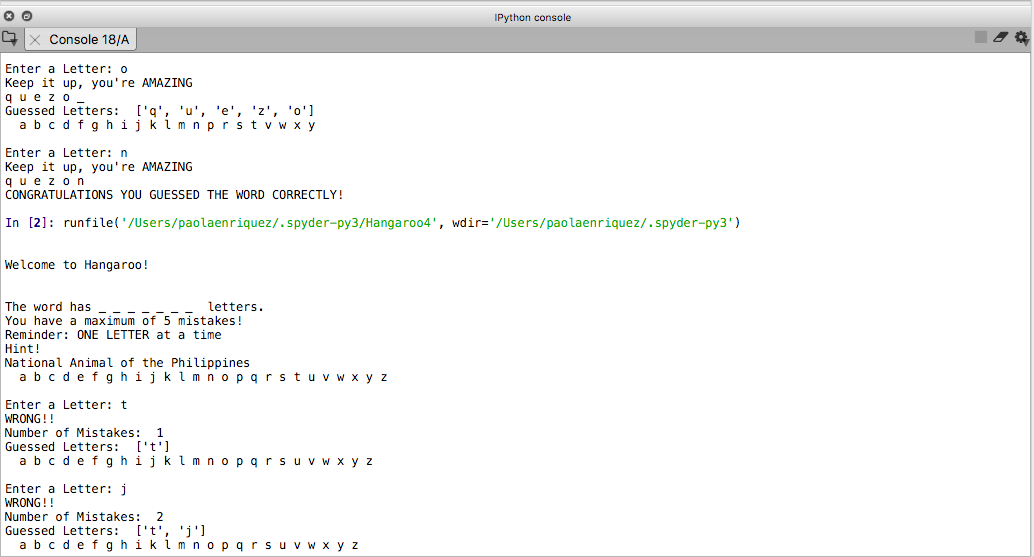 IPython console
Console 18/A
Enter a Letter: o
Keep it up, you're AMAZING
q u e z o _
Guessed Letters:  ['q', 'u', 'e', 'z', 'o']
  a b c d f g h i j k l m n p r s t v w x y
Enter a Letter: n
Keep it up, you're AMAZING
q u e z o n
CONGRATULATIONS YOU GUESSED THE WORD CORRECTLY!
In [2]: runfile('/Users/paolaenriquez/.spyder-py3/Hangaroo4', wdir='/Users/paolaenriquez/.spyder-py3')
Welcome to Hangaroo!
The word has _ _ _ _ _ _ _  letters.
You have a maximum of 5 mistakes!
Reminder: ONE LETTER at a time
Hint!
National Animal of the Philippines
  a b c d e f g h i j k l m n o p q r s t u v w x y z
Enter a Letter: t
WRONG!!
Number of Mistakes:  1
Guessed Letters:  ['t']
  a b c d e f g h i j k l m n o p q r s u v w x y z
Enter a Letter: j
WRONG!!
Number of Mistakes:  2
Guessed Letters:  ['t', 'j']
  a b c d e f g h i k l m n o p q r s u v w x y z